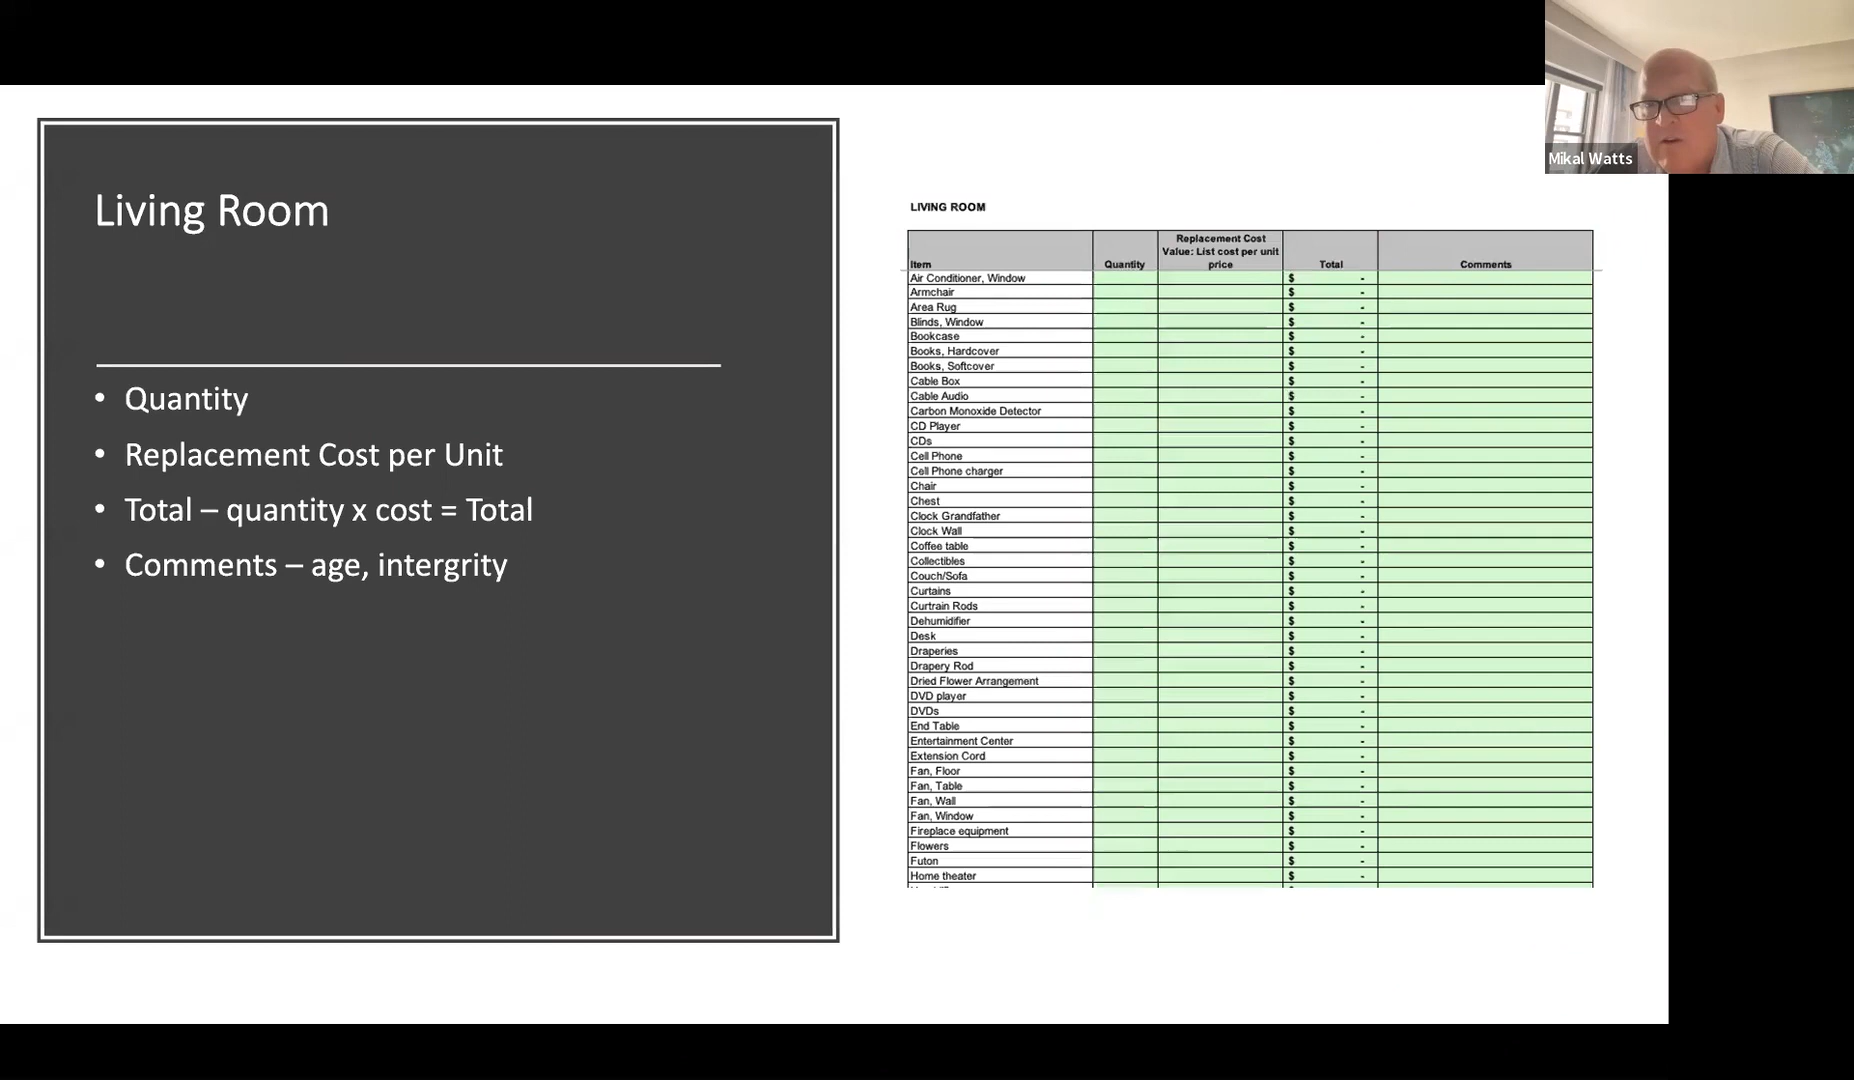 Mikal Watts
Living Room
• Quantity
• Replacement Cost per Unit
• Total – quantity x cost = Total
• Comments – age, intergrity
LIVING ROOM
Item Quantity Replacement Cost Value: List cost per unit price Total Comments
Air Conditioner, Window $ -
Armchair $ -
Area Rug $ -
Blinds, Window $ -
Bookcase $ -
Books, Hardcover $ -
Books, Softcover $ -
Cable Box $ -
Cable Audio $ -
Carbon Monoxide Detector $ -
CD Player $ -
CDs $ -
Cell Phone $ -
Cell Phone charger $ -
Chair $ -
Chest $ -
Clock Grandfather $ -
Clock Wall $ -
Coffee table $ -
Collectibles $ -
Couch/Sofa $ -
Curtains $ -
Curtrain Rods $ -
Dehumidifier $ -
Desk $ -
Draperies $ -
Drapery Rod $ -
Dried Flower Arrangement $ -
DVD player $ -
DVDs $ -
End Table $ -
Entertainment Center $ -
Extension Cord $ -
Fan, Floor $ -
Fan, Table $ -
Fan, Wall $ -
Fan, Window $ -
Fireplace equipment $ -
Flowers $ -
Futon $ -
Home theater $ -